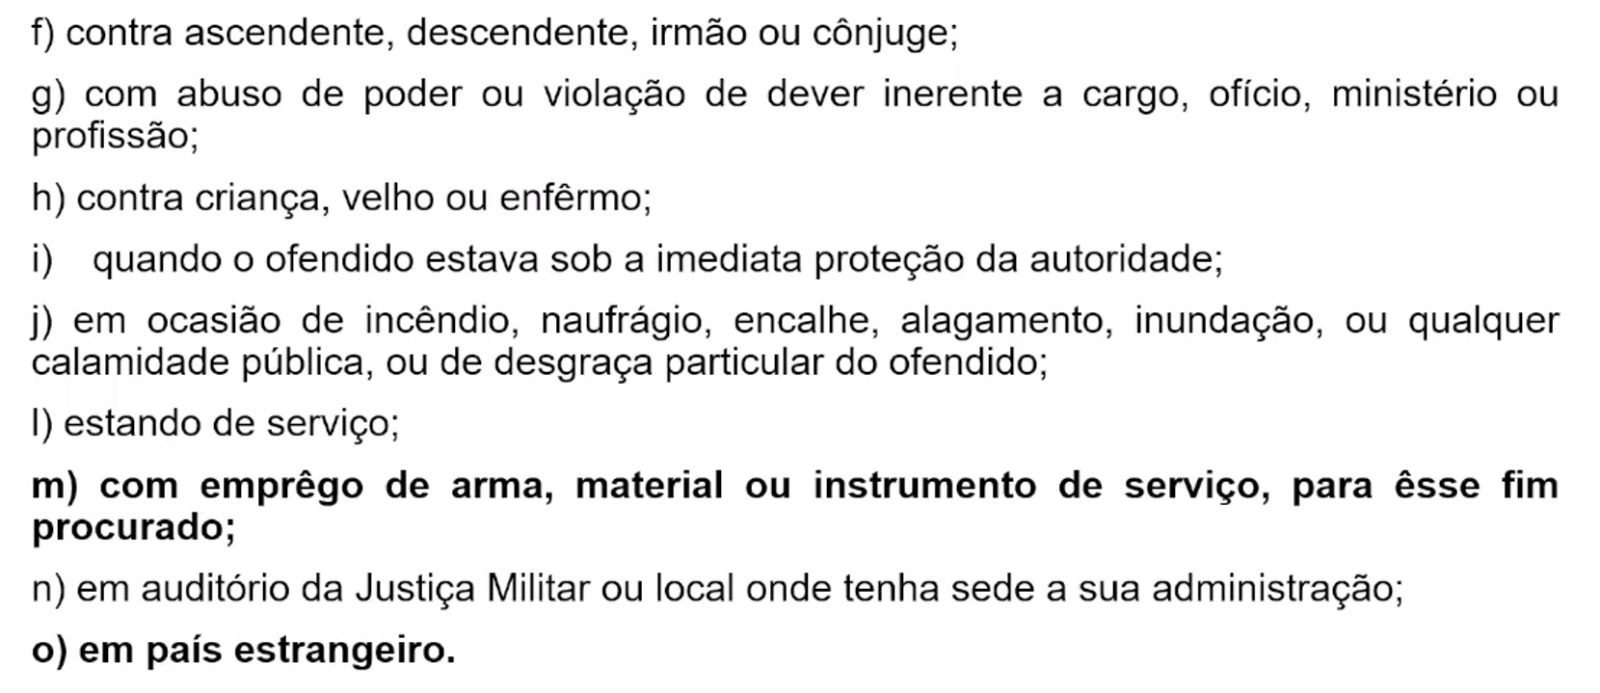 f) contra ascendente, descendente, irmão ou cônjuge;
g) com abuso de poder ou violação de dever inerente a cargo, ofício, ministério ou
profissão;
h) contra criança, velho ou enfêrmo;
i) quando o ofendido estava sob a imediata proteção da autoridade;
j) em ocasião de incêndio, naufrágio, encalhe, alagamento, inundação, ou qualquer
calamidade pública, ou de desgraça particular do ofendido;
l) estando de serviço;
m) com emprêgo de arma, material ou instrumento de serviço, para êsse fim
procurado;
n) em auditório da Justiça Militar ou local onde tenha sede a sua administração;
o) em país estrangeiro.